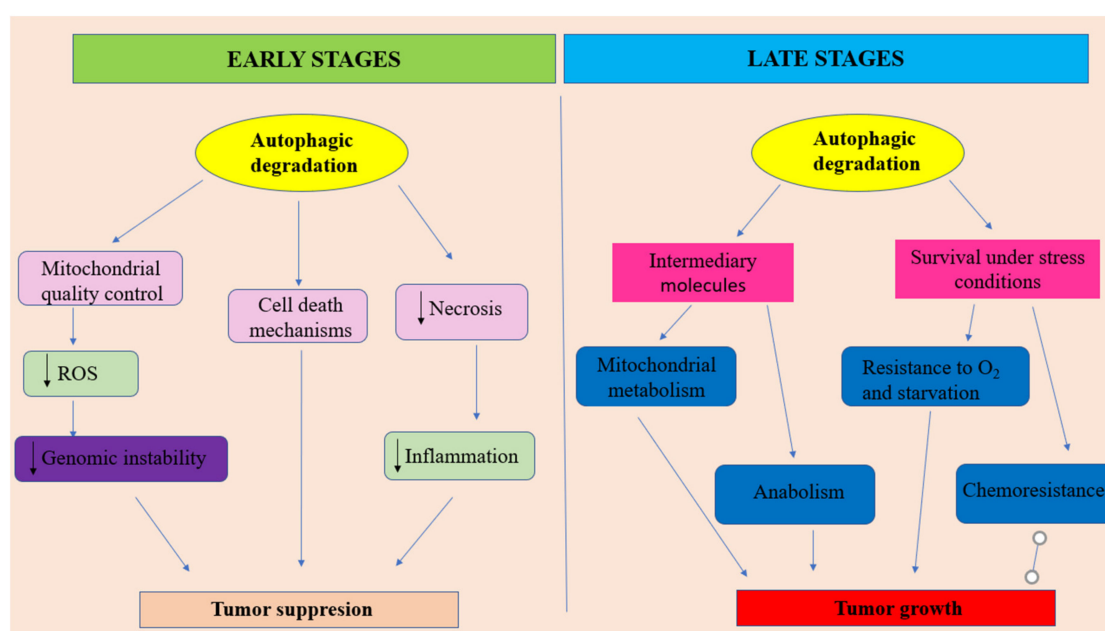 EARLY STAGES
LATE STAGES
Autophagic
degradation
Mitochondrial
quality control
Cell death
mechanisms
↓ Necrosis
↓ ROS
↓ Genomic instability
↓ Inflammation
Tumor suppresion
Autophagic
degradation
Intermediary
molecules
Survival under stress
conditions
Mitochondrial
metabolism
Resistance to O₂
and starvation
Anabolism
Chemoresistance
Tumor growth